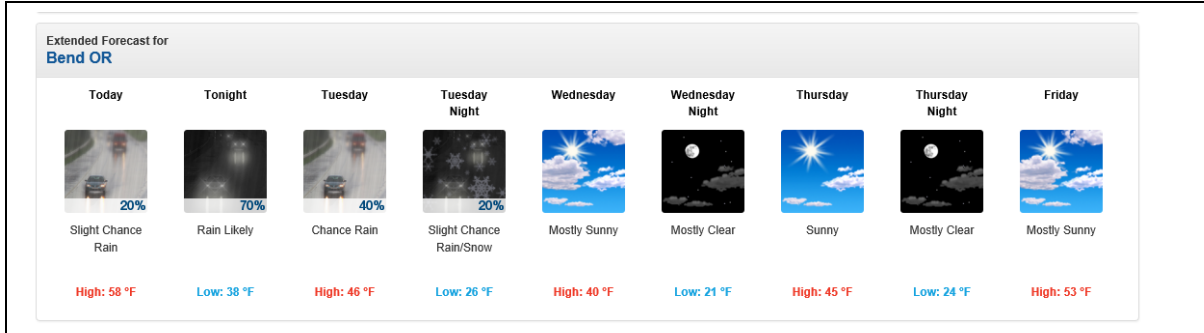 Extended Forecast for
Bend OR
Today
Tonight
Tuesday
Tuesday
Night
Wednesday
Wednesday
Night
Thursday
Thursday
Night
Friday
20%
70%
40%
20%
Slight Chance
Rain
Rain Likely
Chance Rain
Slight Chance
Rain/Snow
Mostly Sunny
Mostly Clear
Sunny
Mostly Clear
Mostly Sunny
High: 58 °F
Low: 38 °F
High: 46 °F
Low: 26 °F
High: 40 °F
Low: 21 °F
High: 45 °F
Low: 24 °F
High: 53 °F